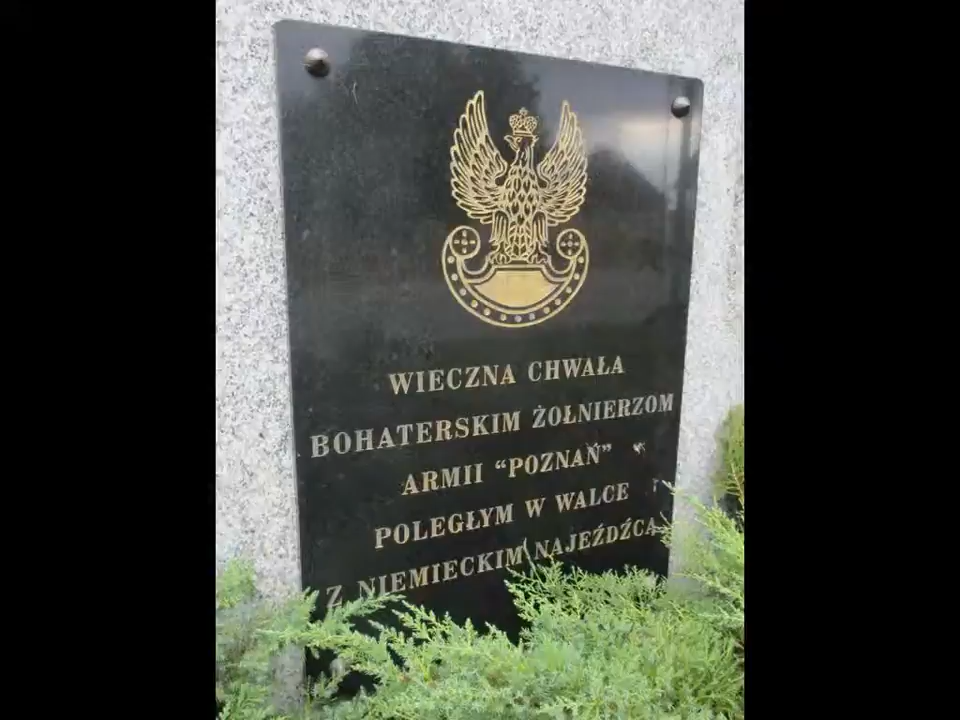 WIECZNA CHWAŁA
BOHATERSKIM ŻOŁNIERZOM
ARMII “POZNAŃ”
POLEGŁYM W WALCE
Z NIEMIECKIM NAJEŹDŹCĄ